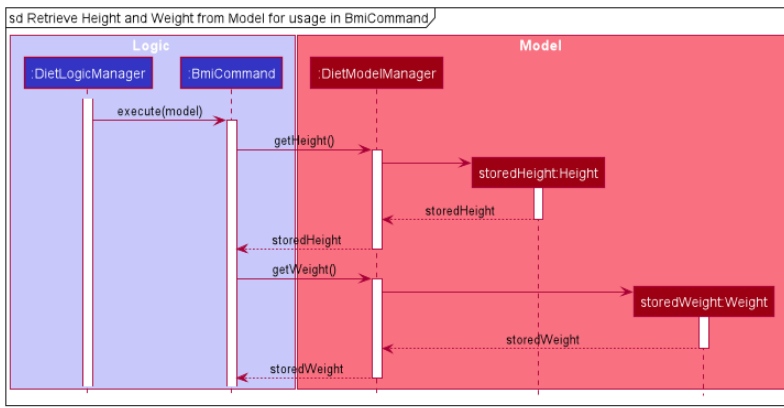 sd Retrieve Height and Weight from Model for usage in BmiCommand
Logic
Model
:DietLogicManager
:BmiCommand
:DietModelManager
execute(model)
getHeight()
storedHeight:Height
storedHeight
storedHeight
getWeight()
storedWeight:Weight
storedWeight
storedWeight